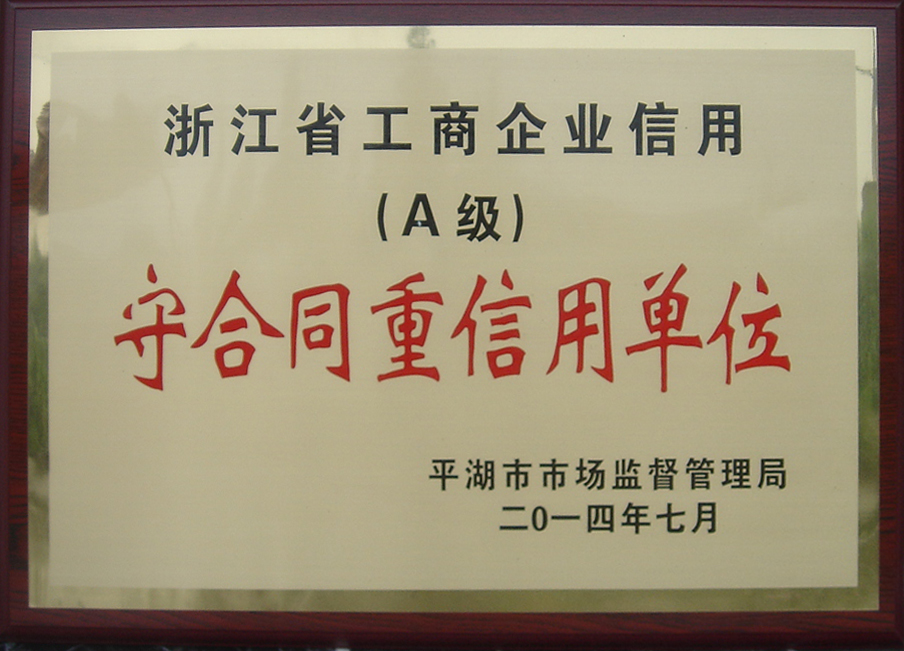 浙江省工商企业信用
(A级)
守合同重信用单位
平湖市市场监督管理局
二0一四年七月